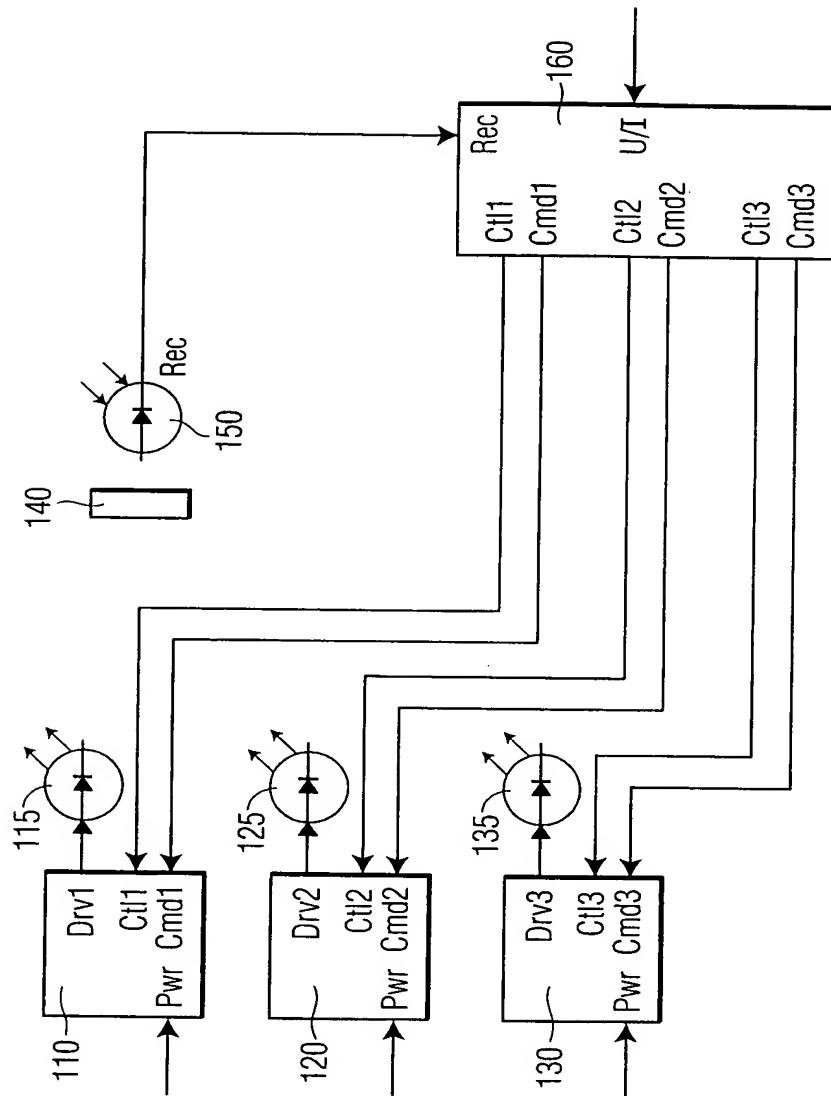 115
Drv1
Ctl1
Cmd1
Pwr
110
125
Drv2
Ctl2
Cmd2
Pwr
120
135
Drv3
Ctl3
Cmd3
Pwr
130
140
150
Rec
Rec
160
U/I
Ctl1
Cmd1
Ctl2
Cmd2
Ctl3
Cmd3